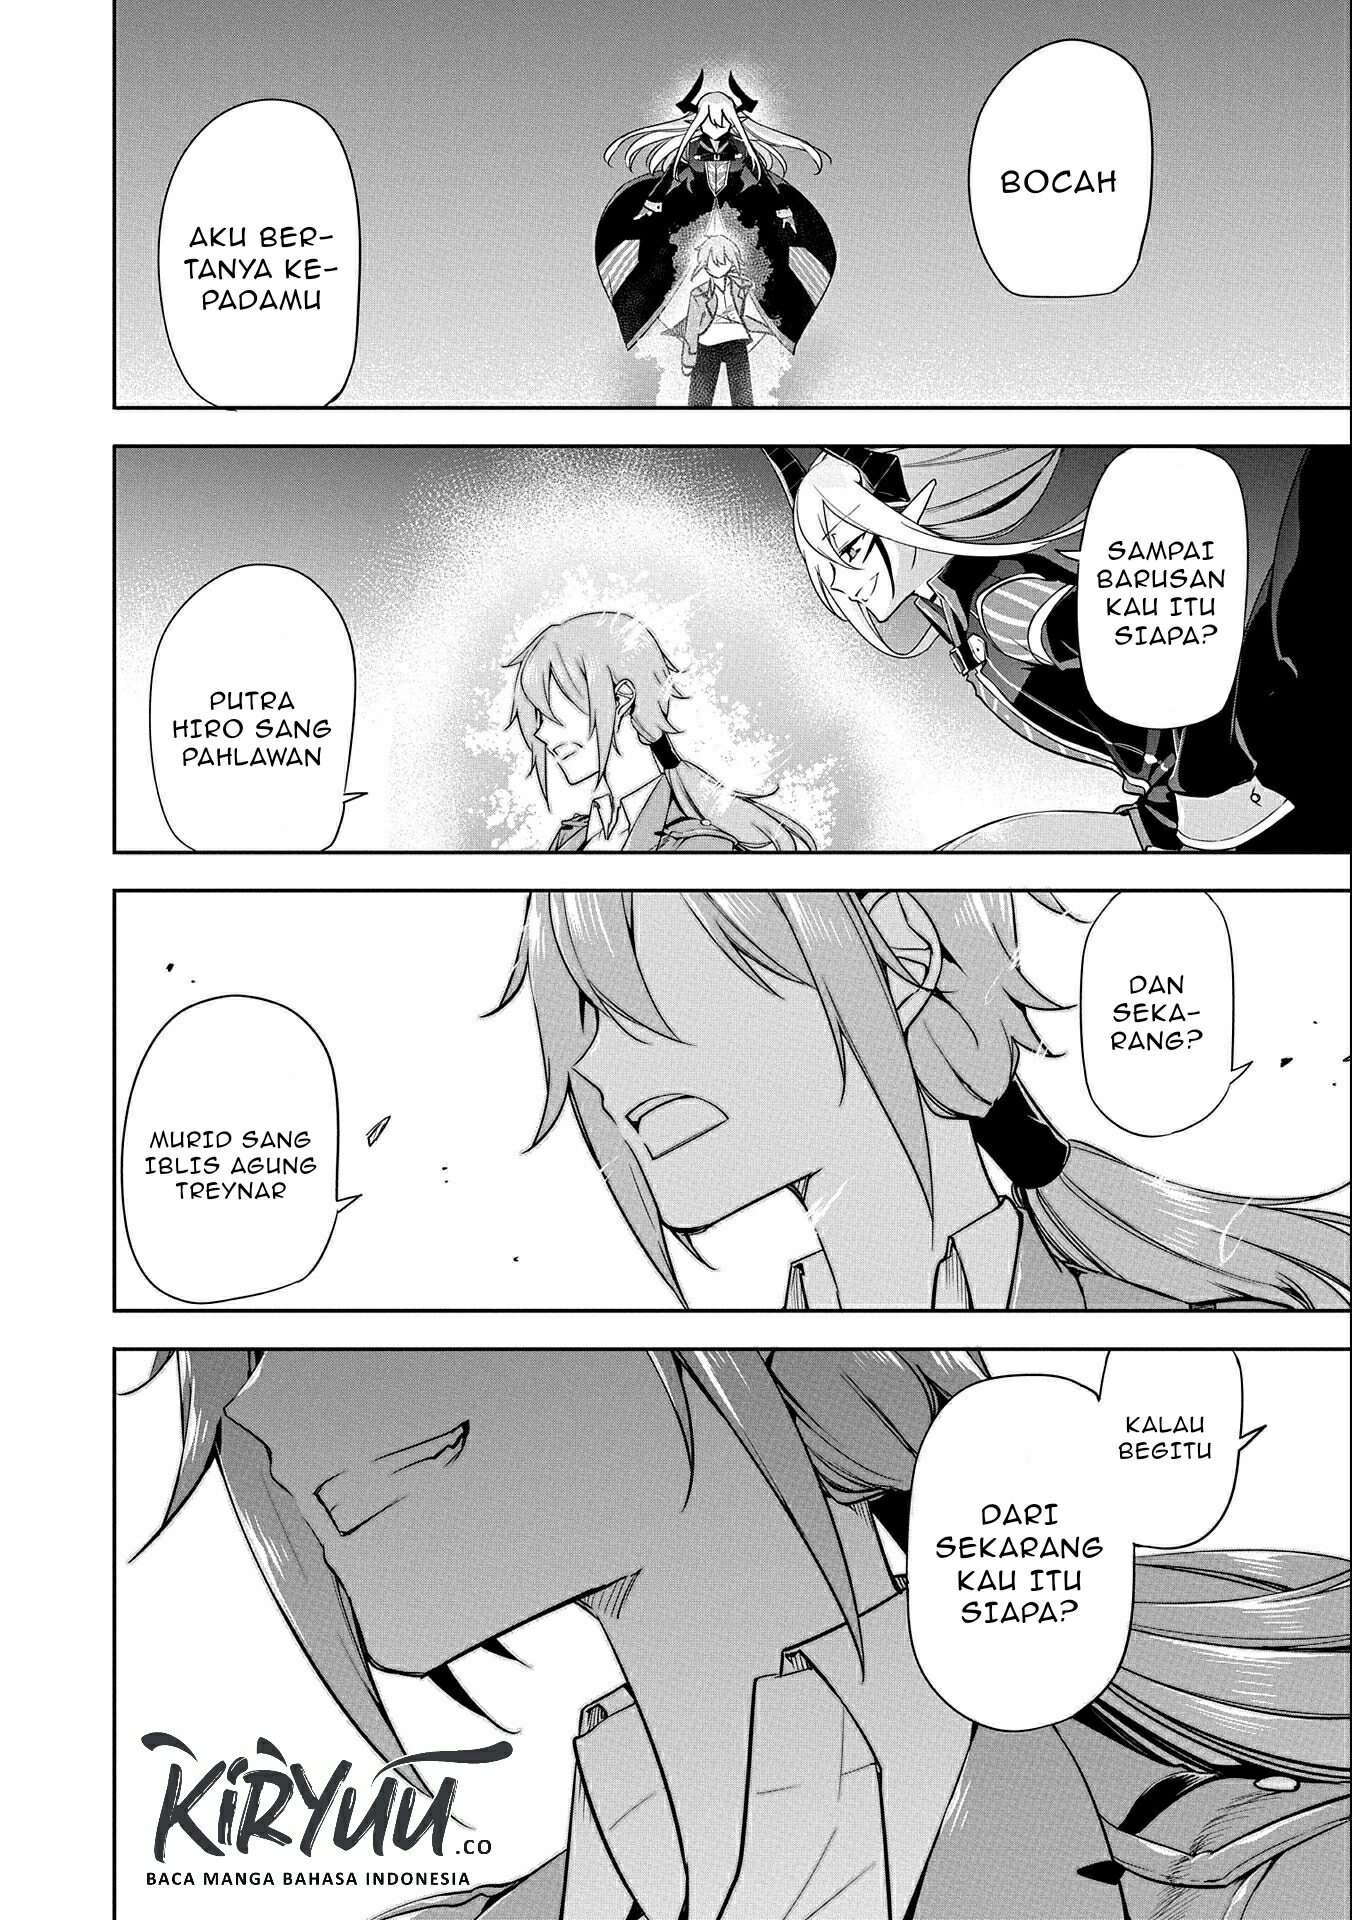 BOCAH
AKU BER-
TANYA KE-
PADAMU
SAMPAI
BARUSAN
KAU ITU
SIAPA?
PUTRA
HIRO SANG
PAHLAWAN
DAN
SEKA-
RANG?
MURID SANG
IBLIS AGUNG
TREYNAR
KALAU
BEGITU
DARI
SEKARANG
KAU ITU
SIAPA?
KIRYUU.CO
BACA MANGA BAHASA INDONESIA